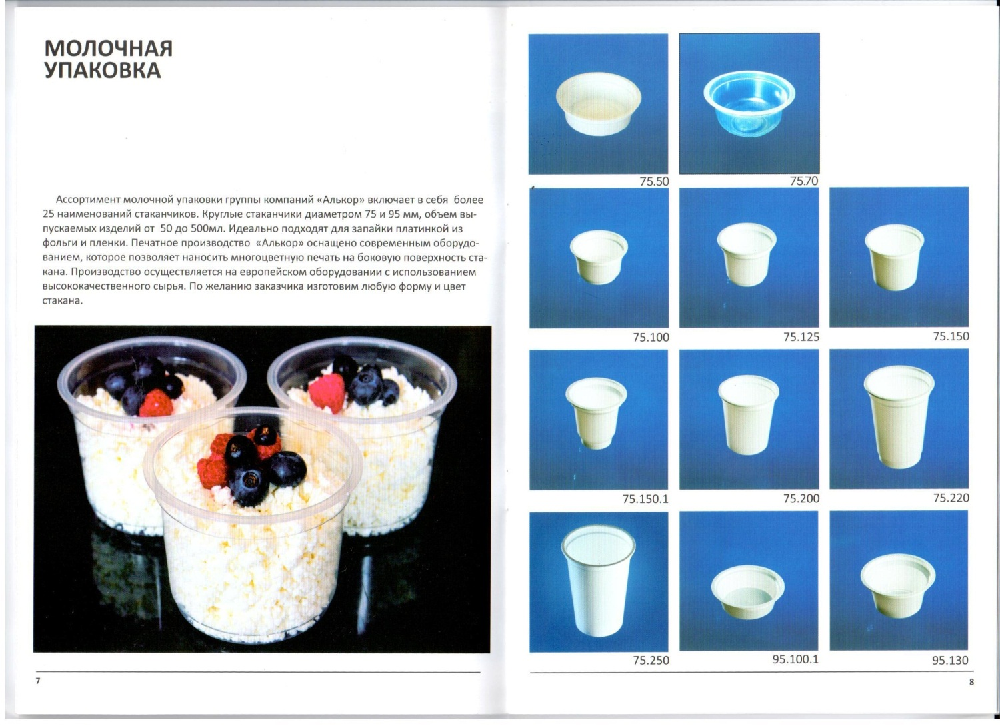 МОЛОЧНАЯ
УПАКОВКА
Ассортимент молочной упаковки группы компаний «Алькор» включает в себя более
25 наименований стаканчиков. Круглые стаканчики диаметром 75 и 95 мм, объем вы-
пускаемых изделий от 50 до 500мл. Идеально подходят для запайки платинкой из
фольги и пленки. Печатное производство «Алькор» оснащено современным оборудо-
ванием, которое позволяет наносить многоцветную печать на боковую поверхность ста-
кана. Производство осуществляется на европейском оборудовании с использованием
высококачественного сырья. По желанию заказчика изготовим любую форму и цвет
стакана.
7
75.50
75.70
75.100
75.125
75.150
75.150.1
75.200
75.220
75.250
95.100.1
95.130
8